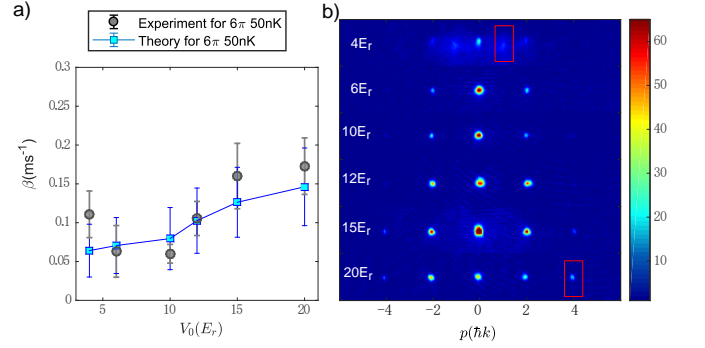 a)
Experiment for 6π 50nK
Theory for 6π 50nK
0.3
0.25
0.2
0.15
0.1
0.05
0
β(ms⁻¹)
5
10
15
20
V₀(Eᵣ)
b)
4Eᵣ
6Eᵣ
10Eᵣ
12Eᵣ
15Eᵣ
20Eᵣ
-4
-2
0
2
4
p(ħk)
60
50
40
30
20
10